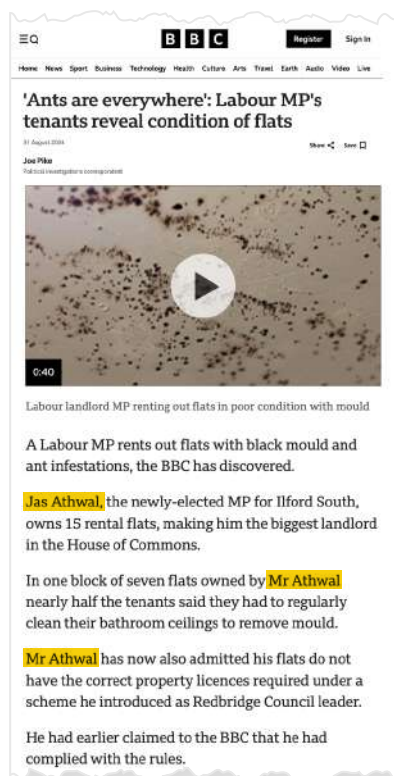 BBC
Register
Sign In
Home News Sport Business Technology Health Culture Arts Travel Earth Audio Video Live
'Ants are everywhere': Labour MP's
tenants reveal condition of flats
31 August 2024
Share Save
Joe Pike
Political investigations correspondent
0:40
Labour landlord MP renting out flats in poor condition with mould
A Labour MP rents out flats with black mould and
ant infestations, the BBC has discovered.
Jas Athwal, the newly-elected MP for Ilford South,
owns 15 rental flats, making him the biggest landlord
in the House of Commons.
In one block of seven flats owned by Mr Athwal
nearly half the tenants said they had to regularly
clean their bathroom ceilings to remove mould.
Mr Athwal has now also admitted his flats do not
have the correct property licences required under a
scheme he introduced as Redbridge Council leader.
He had earlier claimed to the BBC that he had
complied with the rules.